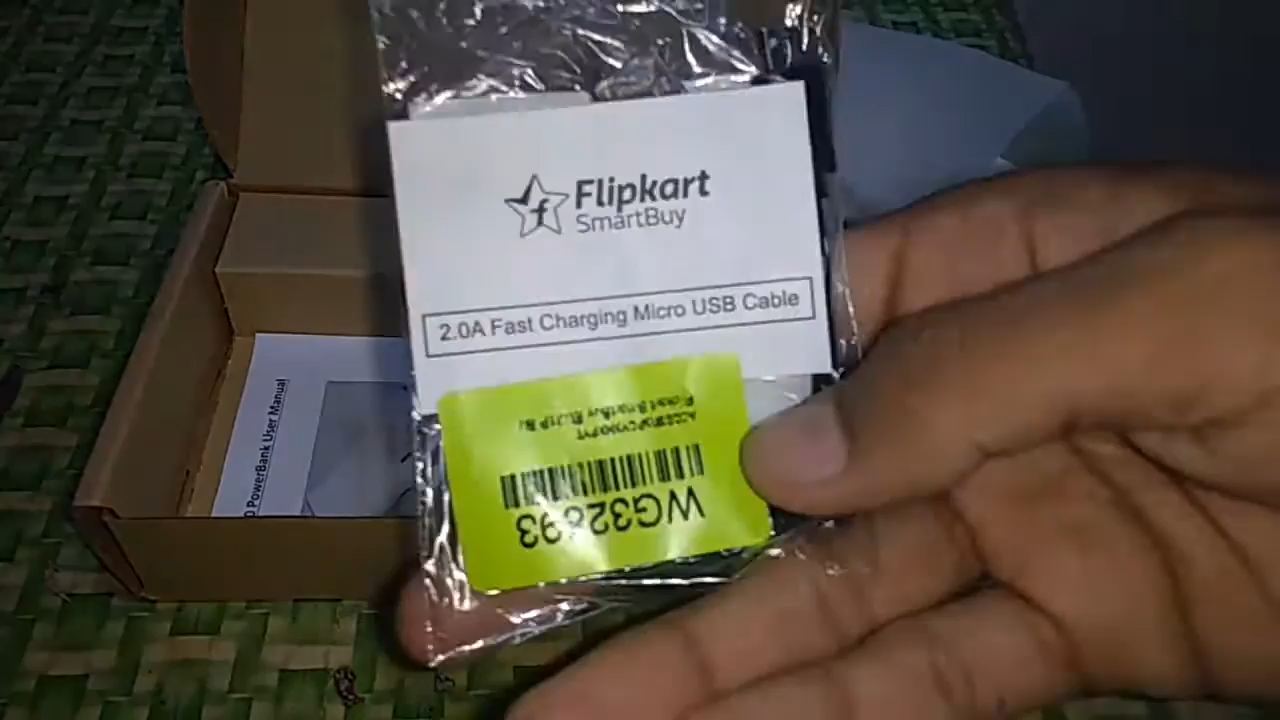 Flipkart
SmartBuy
2.0A Fast Charging Micro USB Cable
PowerBank User Manual
WG32693